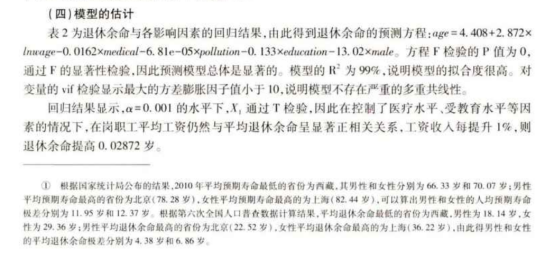 (四)模型的估计
表 2 为退休余命与各影响因素的回归结果,由此得到退休余命的预测方程:age = 4. 408+2. 872×
lnwage-0. 0162×medical-6. 81e-05×pollution-0. 133×education-13. 02×male。方程 F 检验的 P 值为 0,
通过 F 的显著性检验,因此预测模型总体是显著的。模型的 R² 为 99%,说明模型的拟合度很高。对
变量的 vif 检验显示最大的方差膨胀因子值小于 10,说明模型不存在严重的多重共线性。
回归结果显示,α=0. 001 的水平下,X₁ 通过 T 检验,因此在控制了医疗水平、受教育水平等因
素的情况下,在岗职工平均工资仍然与平均退休余命呈显著正相关关系,工资收入每提升 1%,则
退休余命提高 0. 02872 岁。
① 根据国家统计局公布的结果,2010 年平均预期寿命最低的省份为西藏,其男性和女性分别为 66. 33 岁和 70. 07 岁;男性
平均预期寿命最高的省份为北京(78. 28 岁),女性平均预期寿命最高的为上海(82. 44 岁),可以算出男性和女性的人均预期寿命
极差分别为 11. 95 岁和 12. 37 岁。根据第六次全国人口普查数据计算结果,平均退休余命最低的省份为西藏,男性为 18. 14 岁,女
性为 29. 36 岁;男性平均退休余命最高的省份为北京(22. 52 岁),女性平均退休余命最高的为上海(36. 22 岁),由此得出男性和女性
的平均退休余命极差分别为 4. 38 岁和 6. 86 岁。